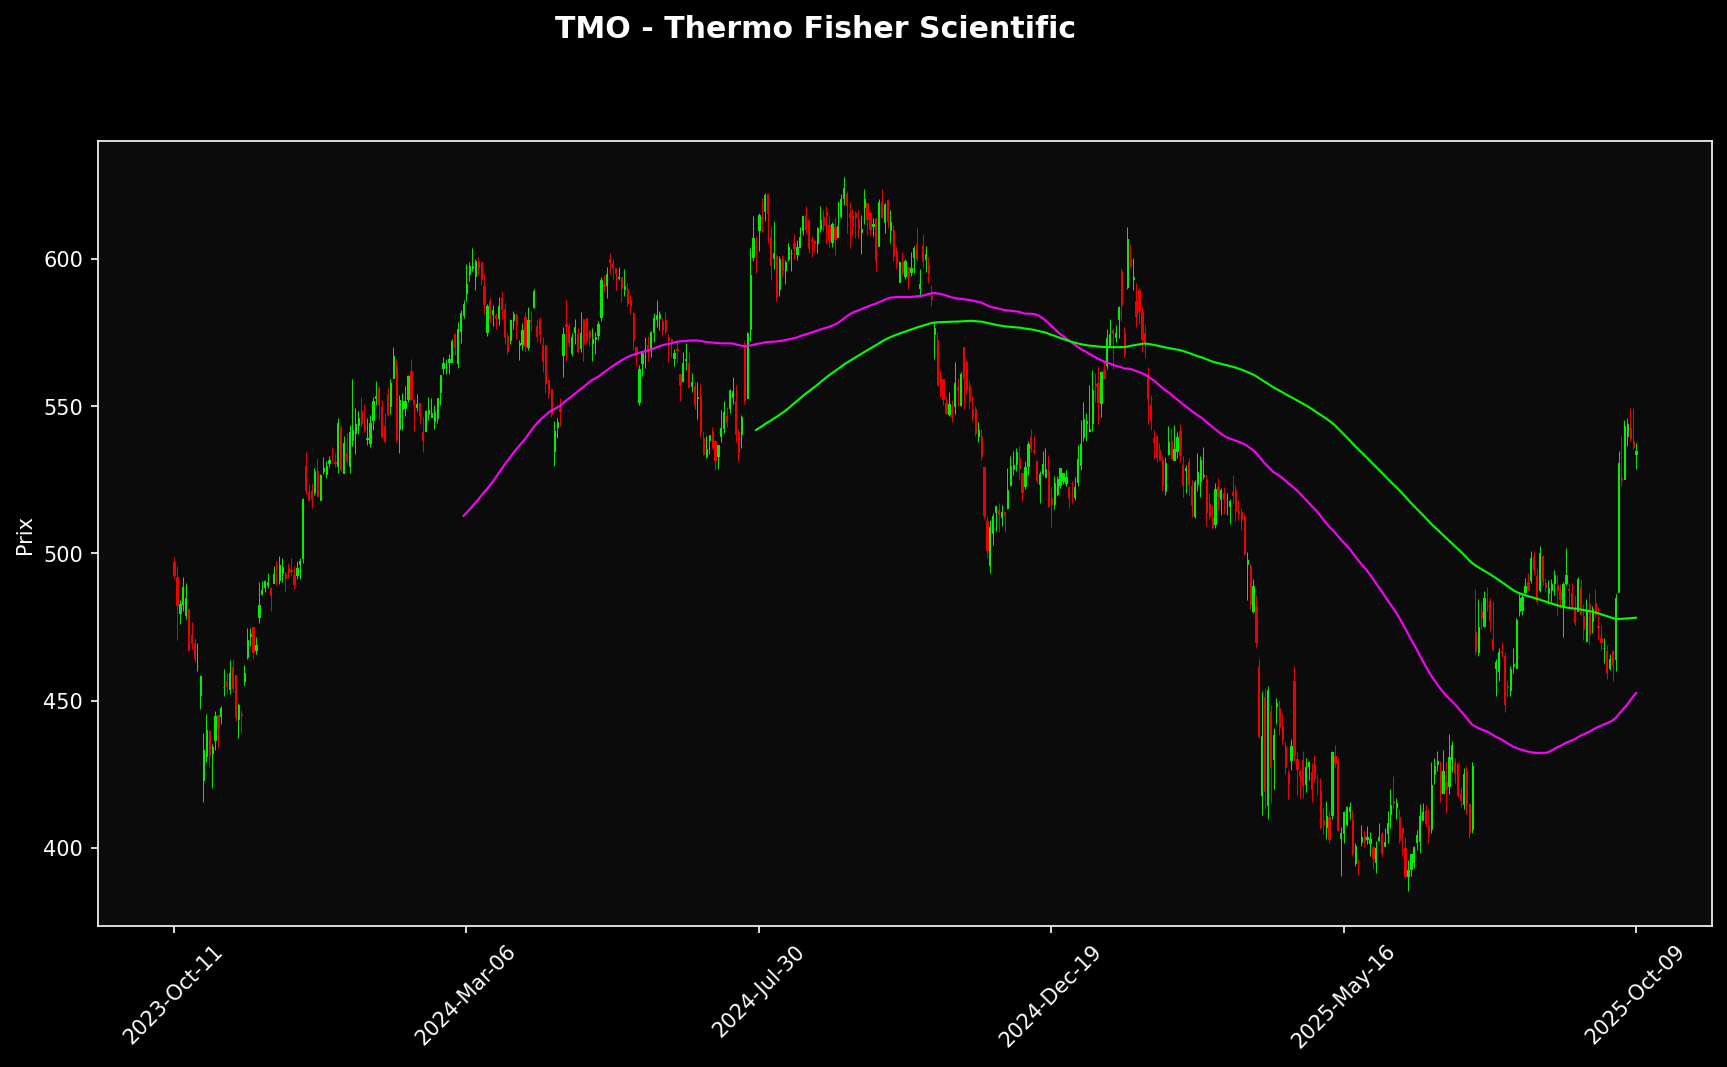 TMO - Thermo Fisher Scientific
Prix
600
550
500
450
400
2023-Oct-11
2024-Mar-06
2024-Jul-30
2024-Dec-19
2025-May-16
2025-Oct-09